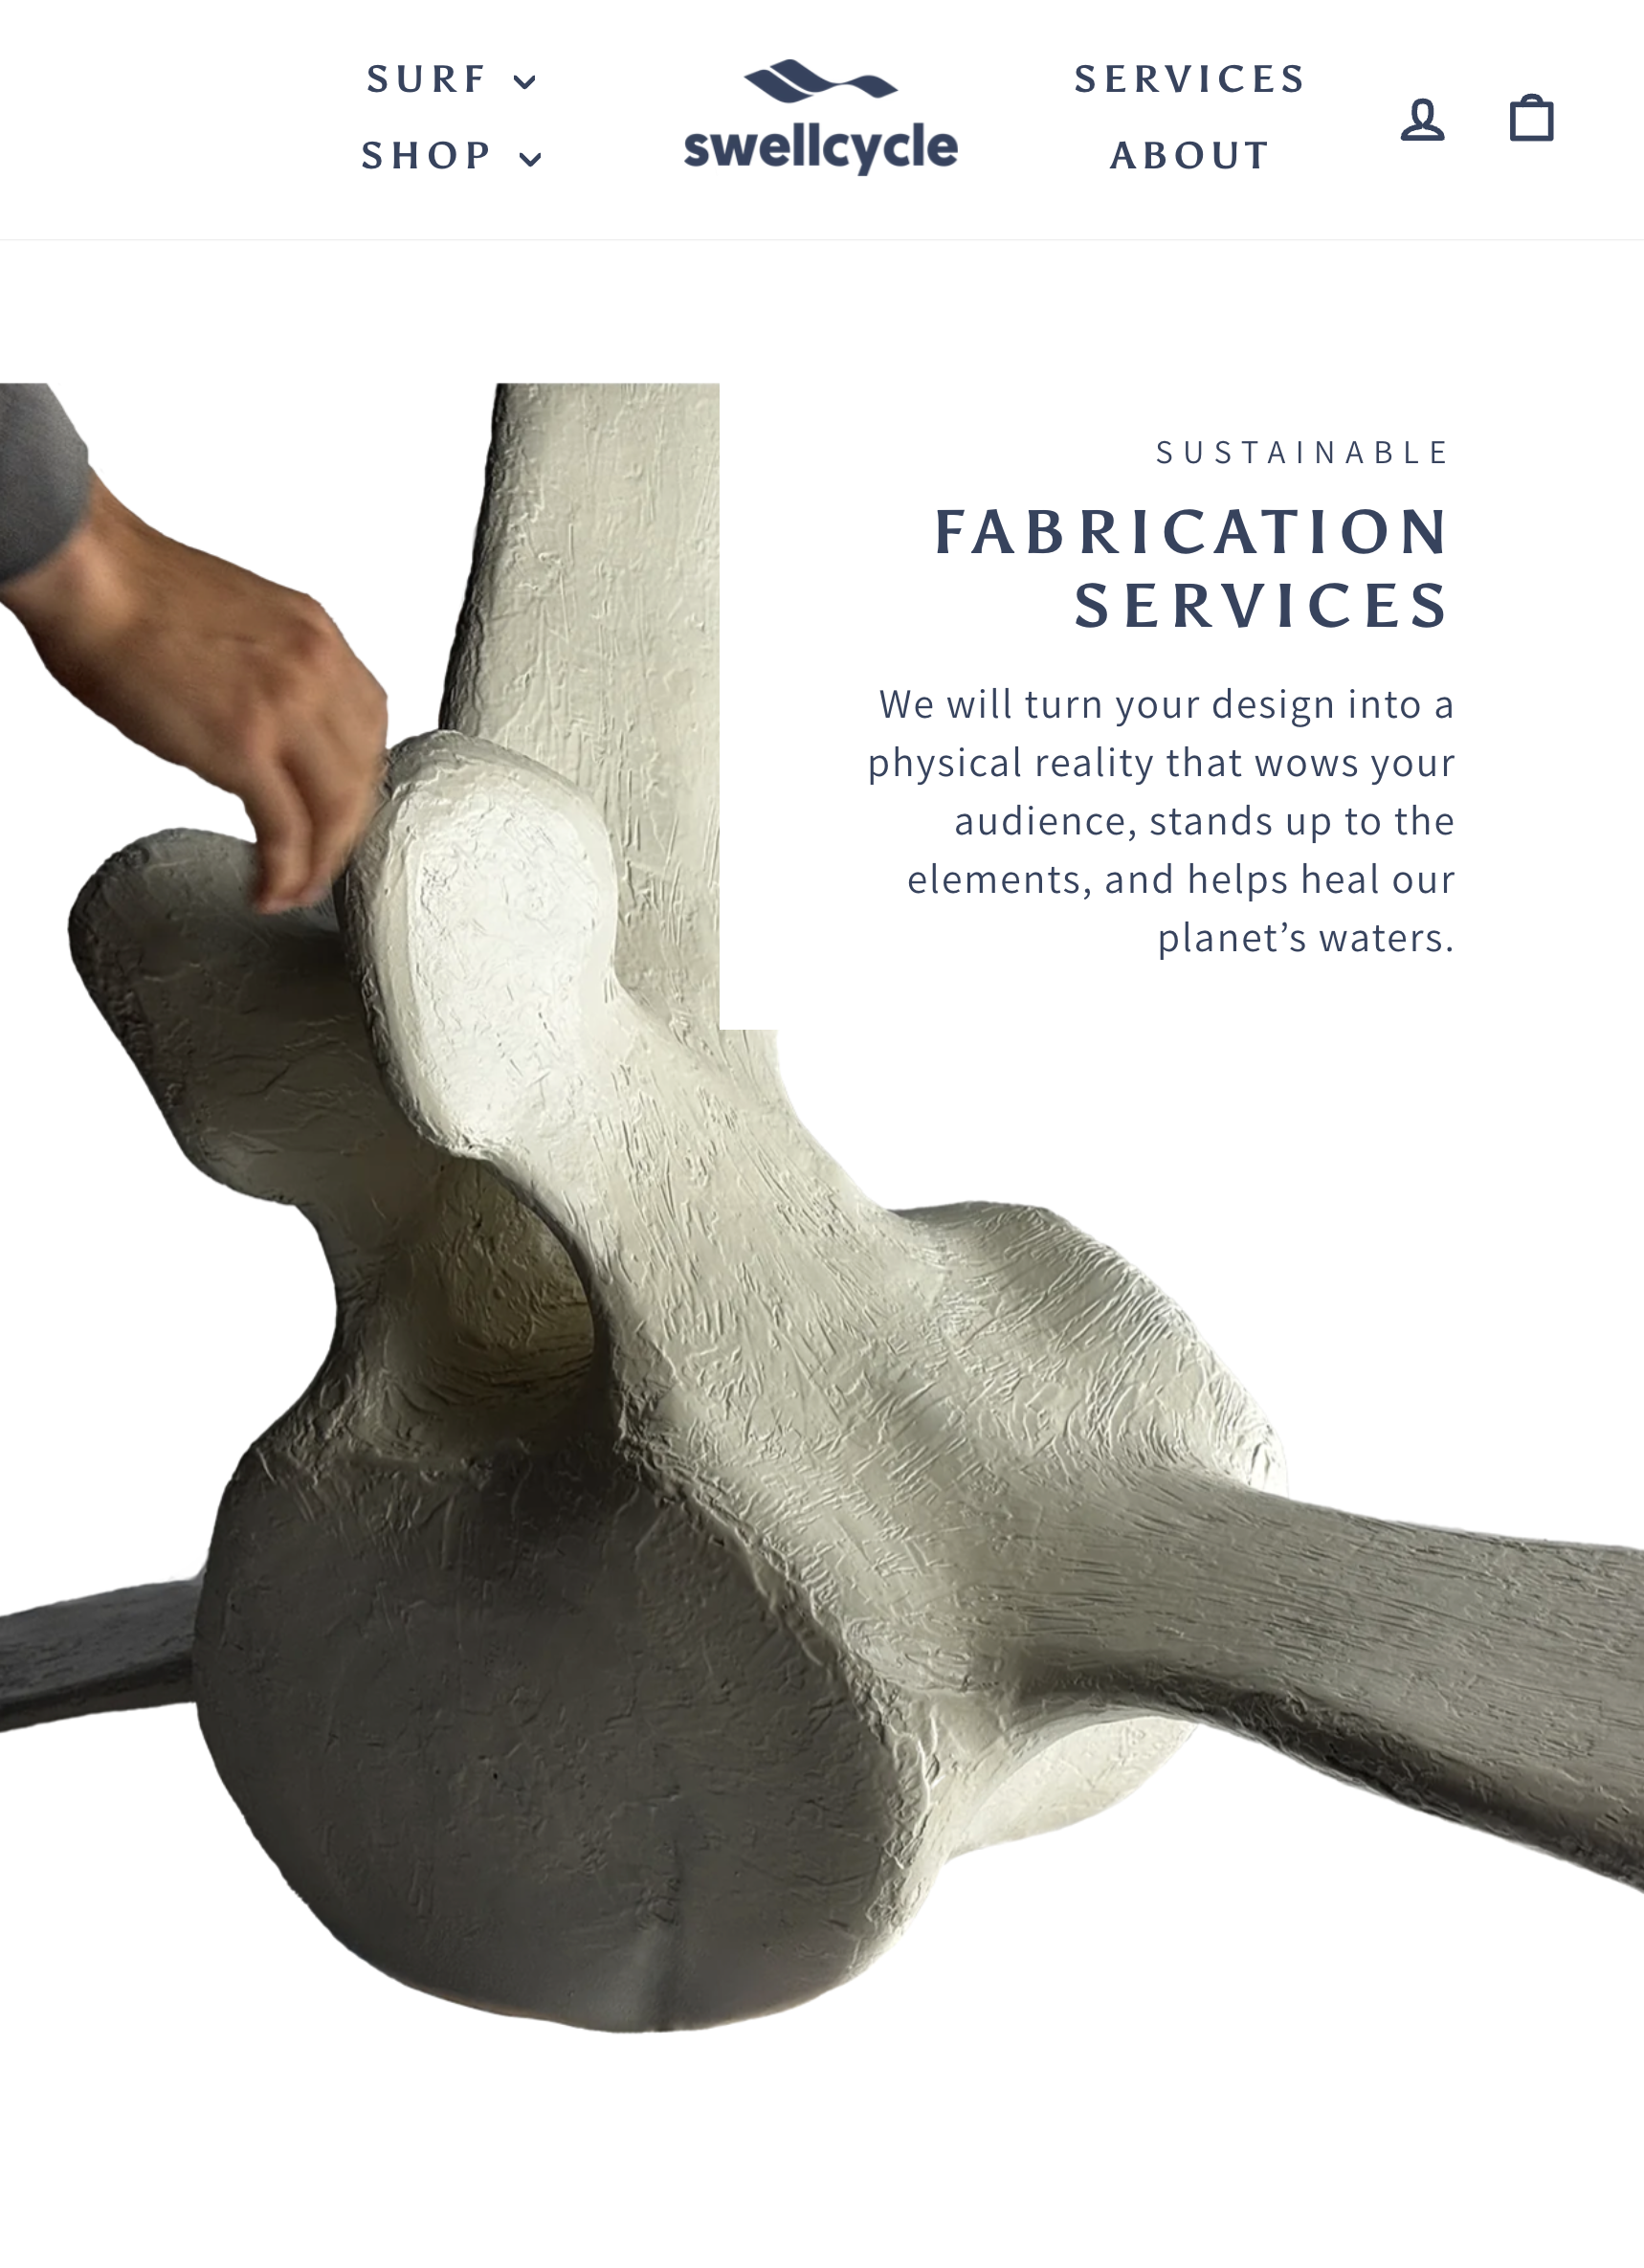 SURF
SHOP
swellcycle
SERVICES
ABOUT
SUSTAINABLE
FABRICATION
SERVICES
We will turn your design into a
physical reality that wows your
audience, stands up to the
elements, and helps heal our
planet’s waters.